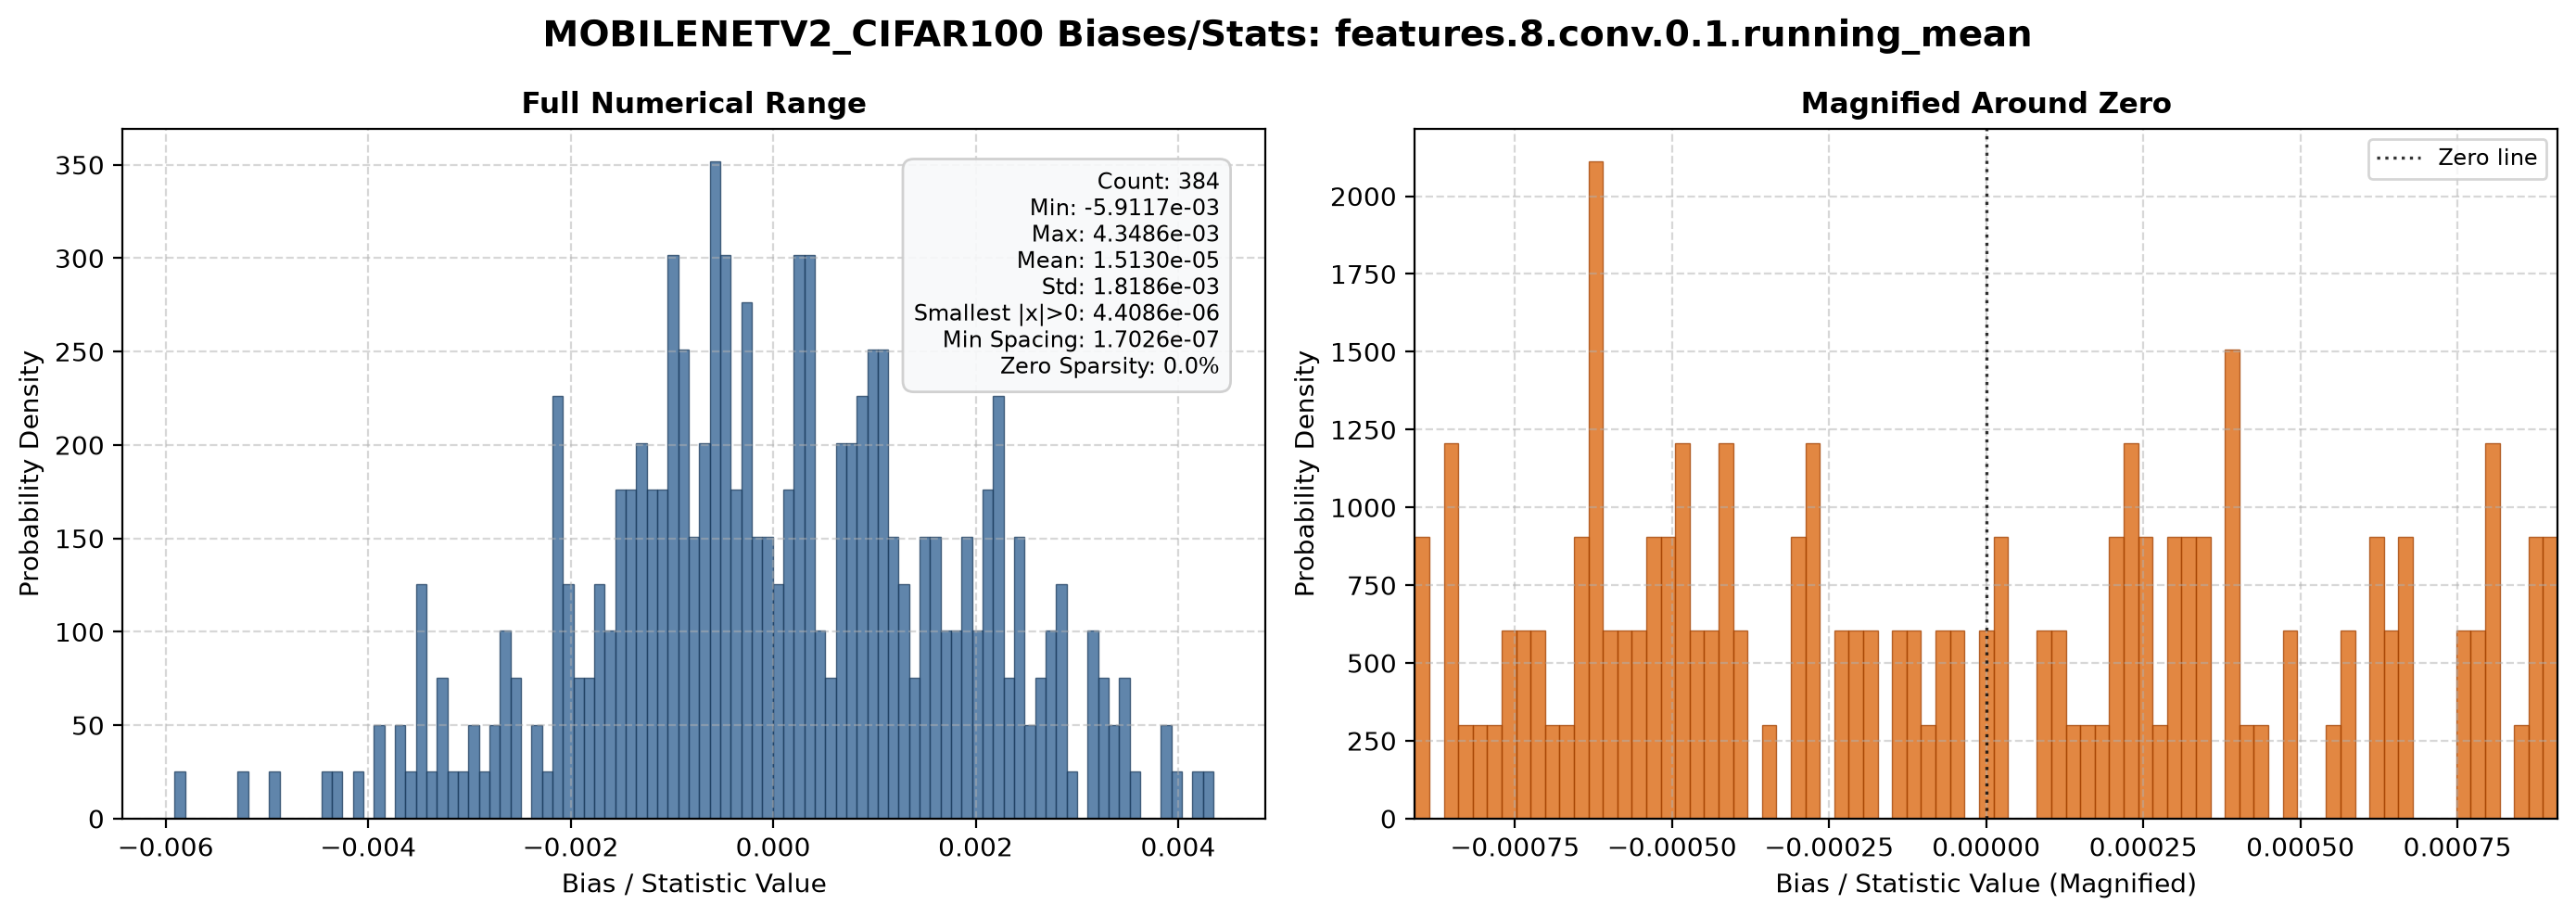 MOBILENETV2_CIFAR100 Biases/Stats: features.8.conv.0.1.running_mean
Full Numerical Range
Probability Density
350
300
250
200
150
100
50
0
Count: 384
Min: -5.9117e-03
Max: 4.3486e-03
Mean: 1.5130e-05
Std: 1.8186e-03
Smallest |x|>0: 4.4086e-06
Min Spacing: 1.7026e-07
Zero Sparsity: 0.0%
−0.006 −0.004 −0.002 0.000 0.002 0.004
Bias / Statistic Value
Magnified Around Zero
Probability Density
2000
1750
1500
1250
1000
750
500
250
0
Zero line
−0.00075 −0.00050 −0.00025 0.00000 0.00025 0.00050 0.00075
Bias / Statistic Value (Magnified)